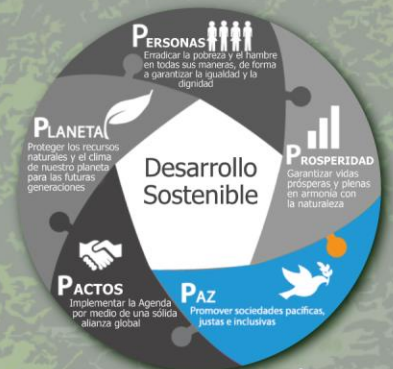 PERSONAS
Erradicar la pobreza y el hambre
en todas sus maneras, de forma
a garantizar la igualdad y la
dignidad
PLANETA
Proteger los recursos
naturales y el clima
de nuestro planeta
para las futuras
generaciones
Desarrollo
Sostenible
PROSPERIDAD
Garantizar vidas
prósperas y plenas
en armonía con
la naturaleza
PACTOS
Implementar la Agenda
por medio de una sólida
alianza global
PAZ
Promover sociedades pacíficas,
justas e inclusivas